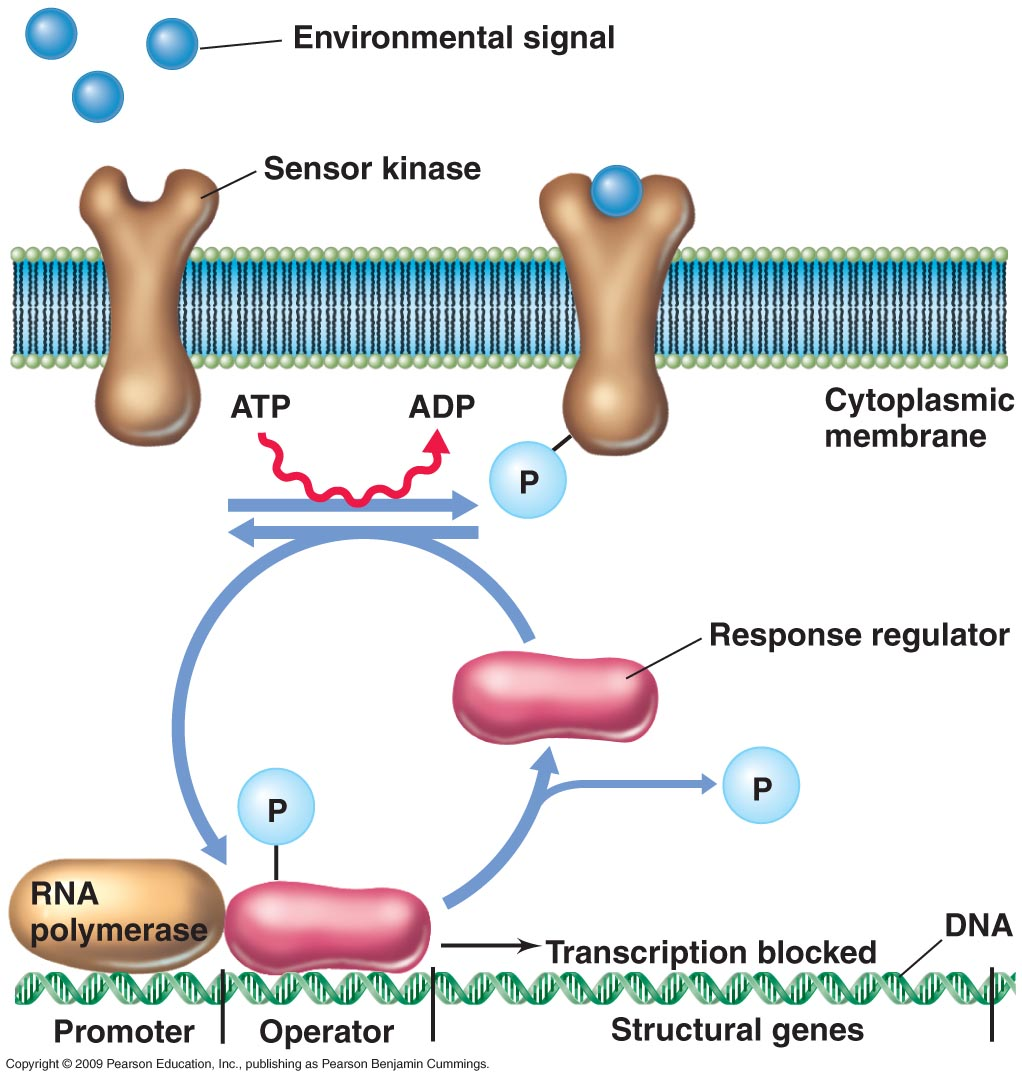 Environmental signal
Sensor kinase
ATP
ADP
Cytoplasmic
membrane
P
Response regulator
P
P
RNA
polymerase
DNA
Transcription blocked
Promoter
Operator
Structural genes
Copyright © 2009 Pearson Education, Inc., publishing as Pearson Benjamin Cummings.